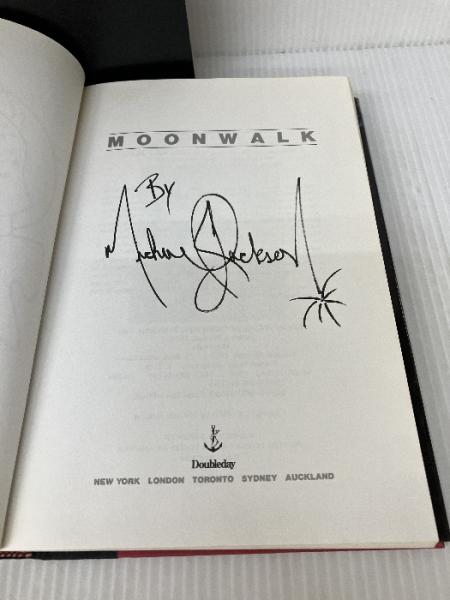 MOONWALK
By
Michael Jackson
Doubleday
NEW YORK LONDON TORONTO SYDNEY AUCKLAND